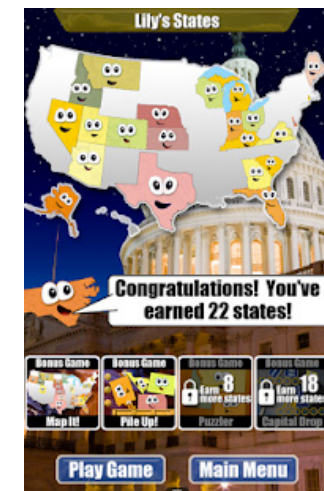 Lily's States
Congratulations! You've
earned 22 states!
Bonus Game
Map It!
Bonus Game
Pile Up!
Bonus Game
Earn 8
more states
Puzzler
Bonus Game
Earn 18
more states
Capital Drop
Play Game
Main Menu